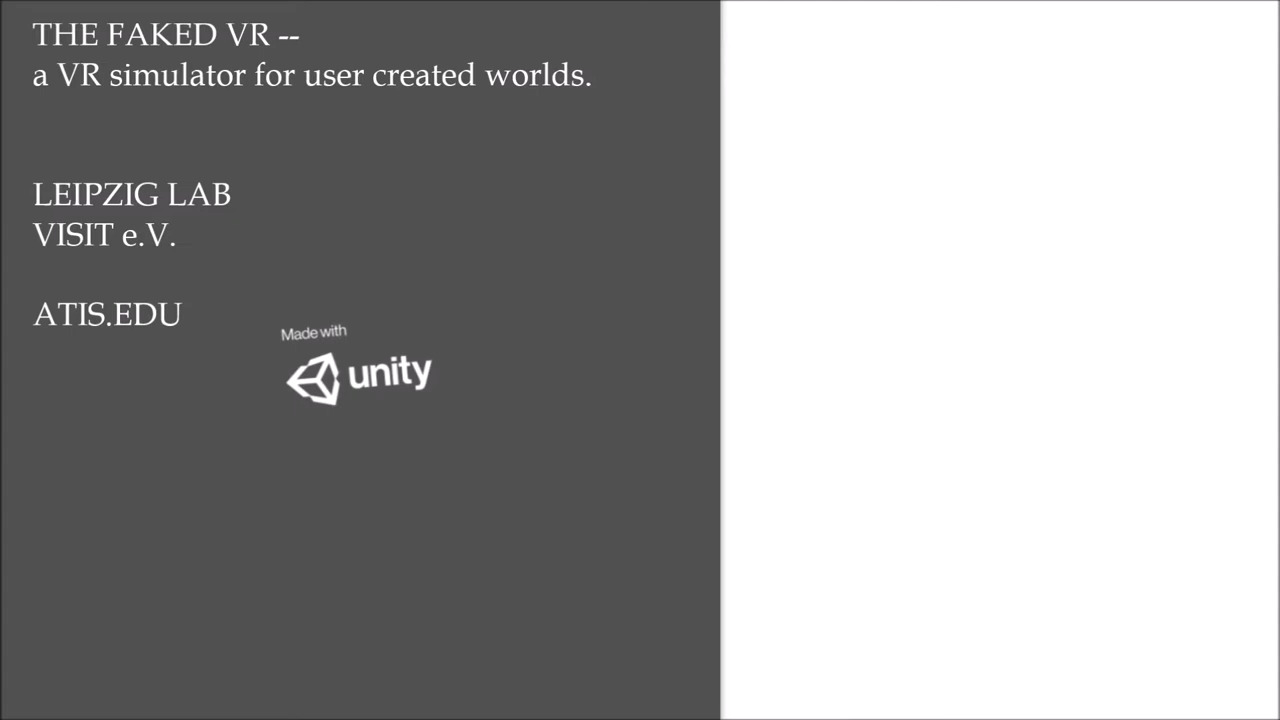 THE FAKED VR --
a VR simulator for user created worlds.
LEIPZIG LAB
VISIT e.V.
ATIS.EDU
Made with
unity